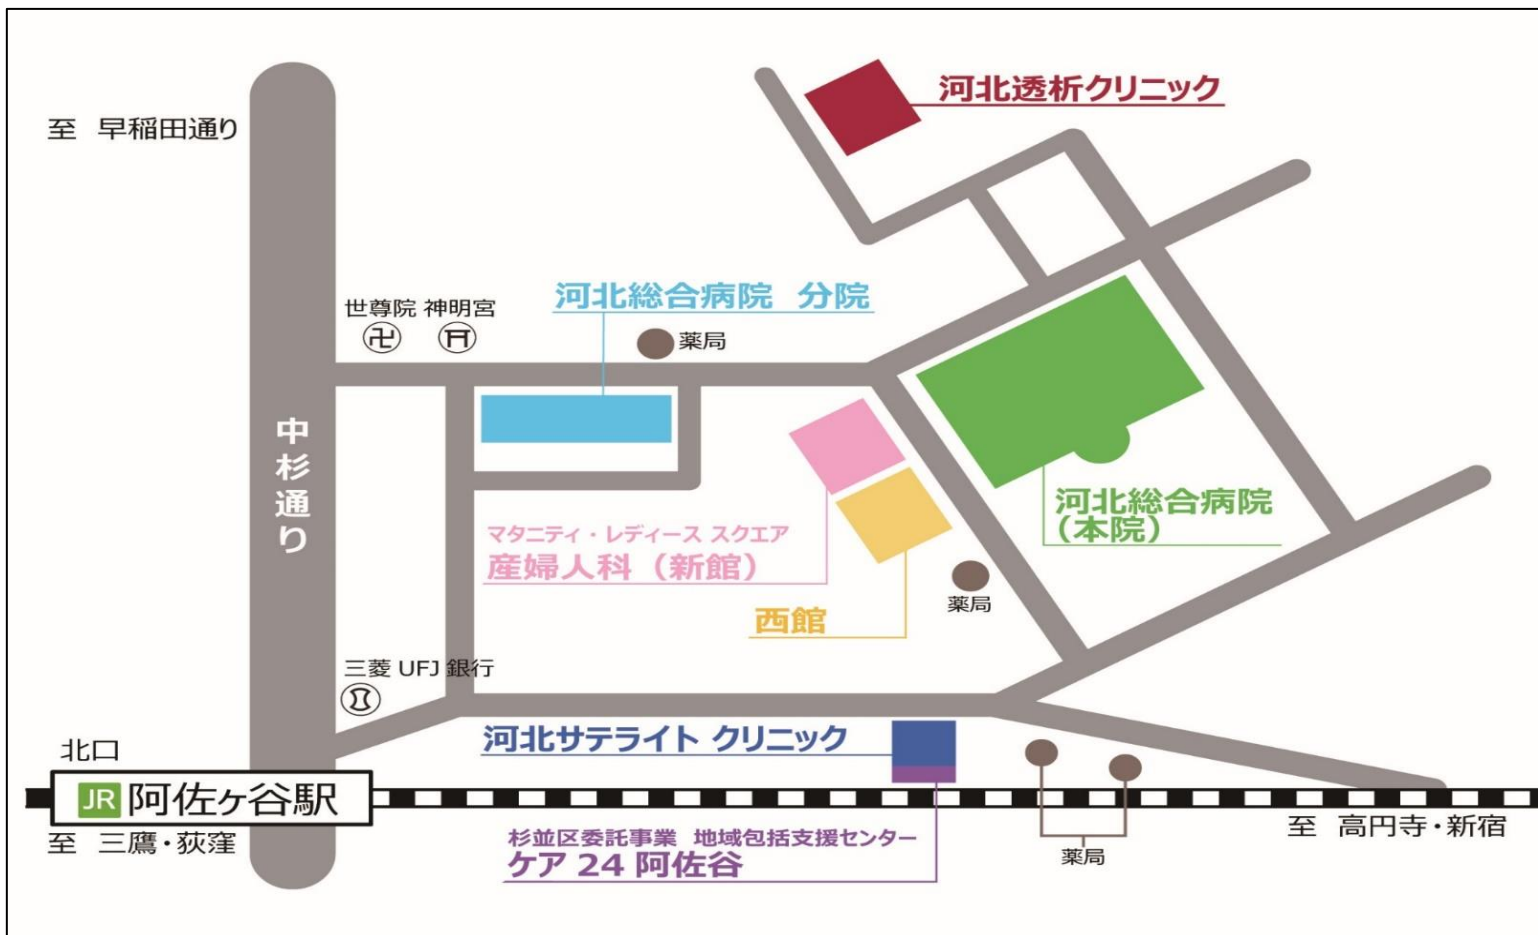 河北透析クリニック
至 早稲田通り
河北総合病院 分院
世尊院 神明宮
薬局
中杉通り
河北総合病院
(本院)
マタニティ・レディース スクエア
産婦人科(新館)
薬局
西館
三菱 UFJ 銀行
河北サテライト クリニック
北口
JR 阿佐ヶ谷駅
至 三鷹・荻窪
杉並区委託事業 地域包括支援センター
ケア 24 阿佐谷
薬局
至 高円寺・新宿